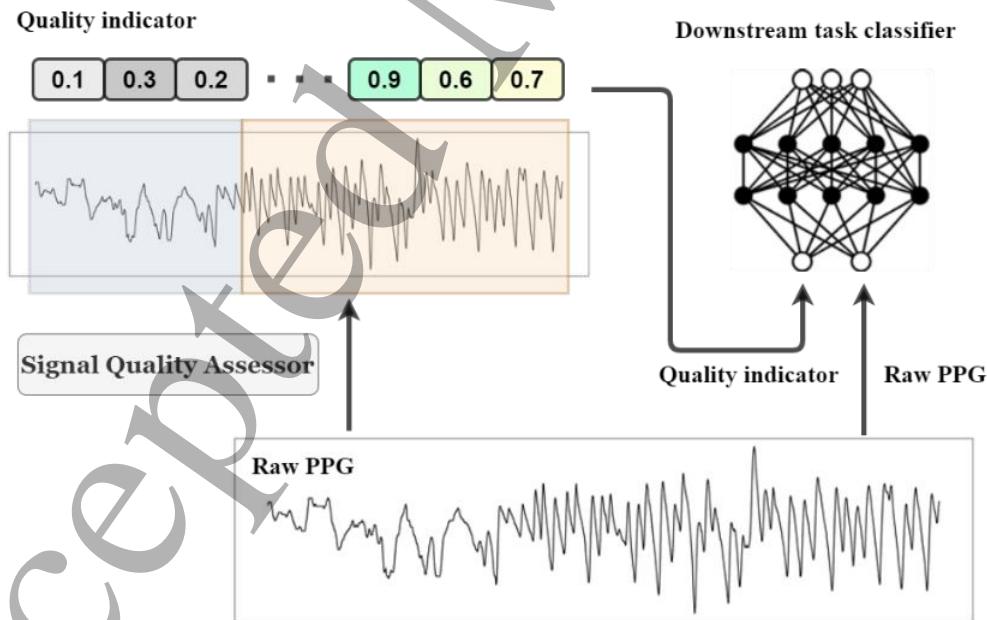 Quality indicator
Downstream task classifier
0.1 0.3 0.2 0.9 0.6 0.7
Signal Quality Assessor
Quality indicator
Raw PPG
Raw PPG
cepted M